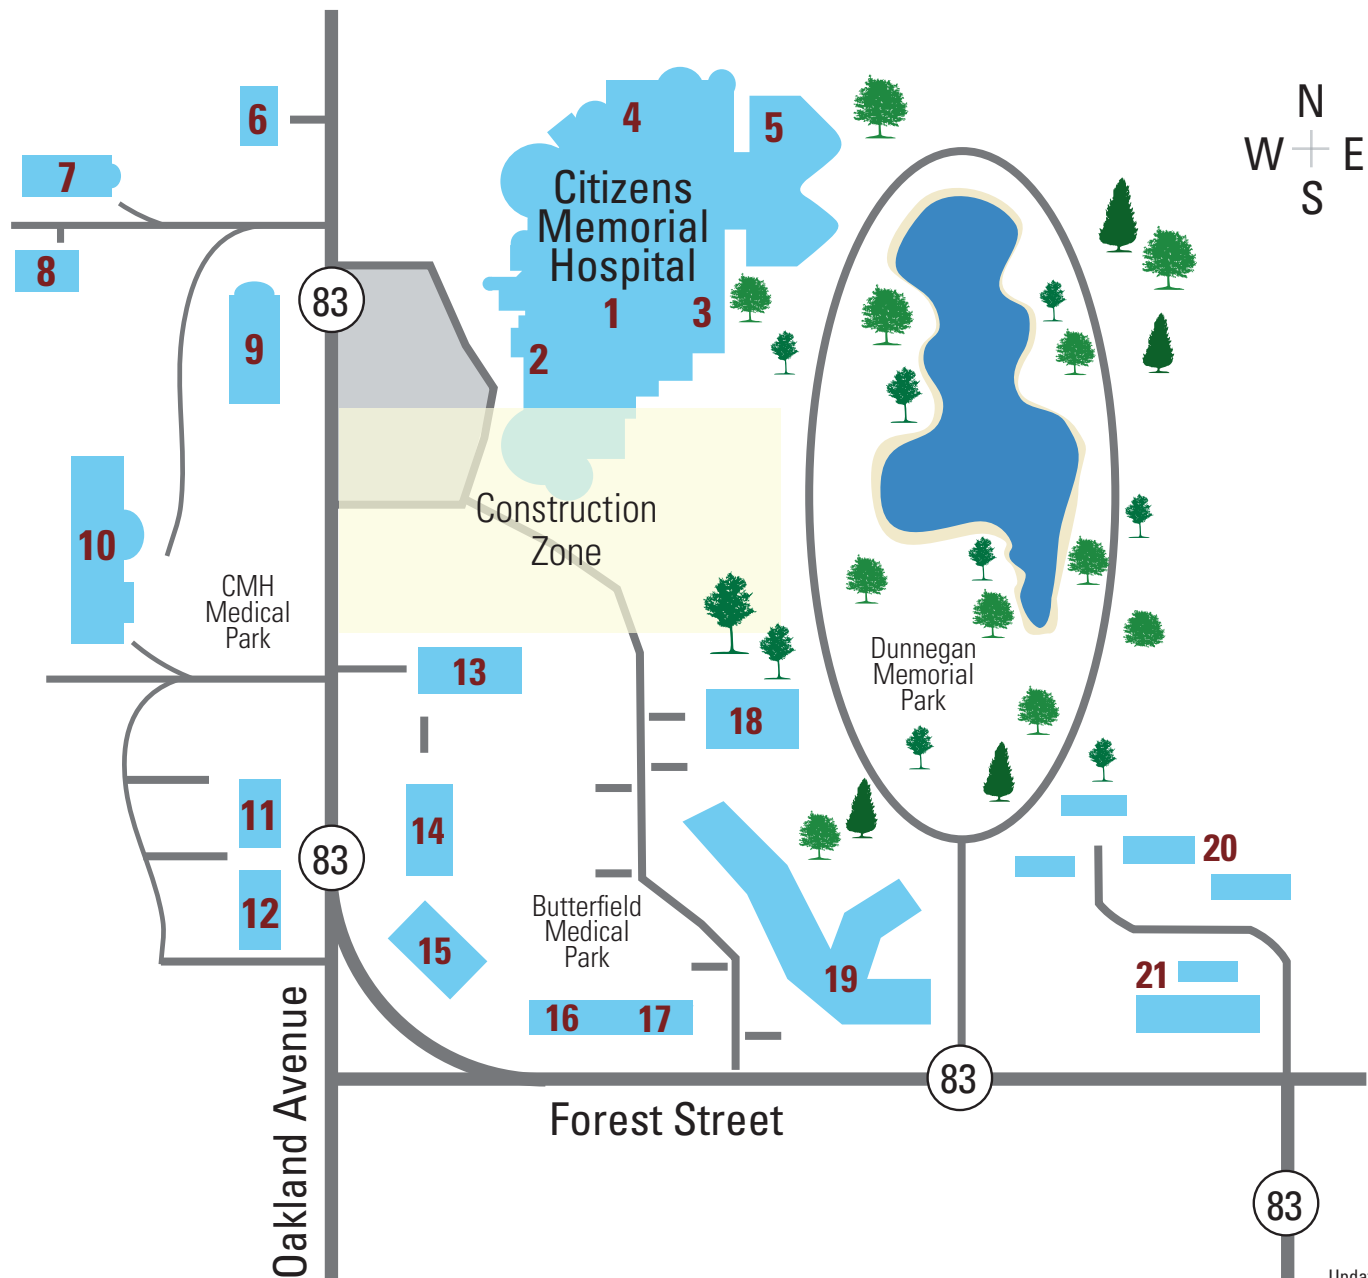 N
W E
S
6
4
5
7
Citizens
Memorial
Hospital
8
83
1
3
9
2
Construction
Zone
10
CMH
Medical
Park
13
Dunnegan
Memorial
Park
18
11
14
83
20
12
Butterfield
Medical
Park
15
19
21
16
17
83
Oakland Avenue
Forest Street
83